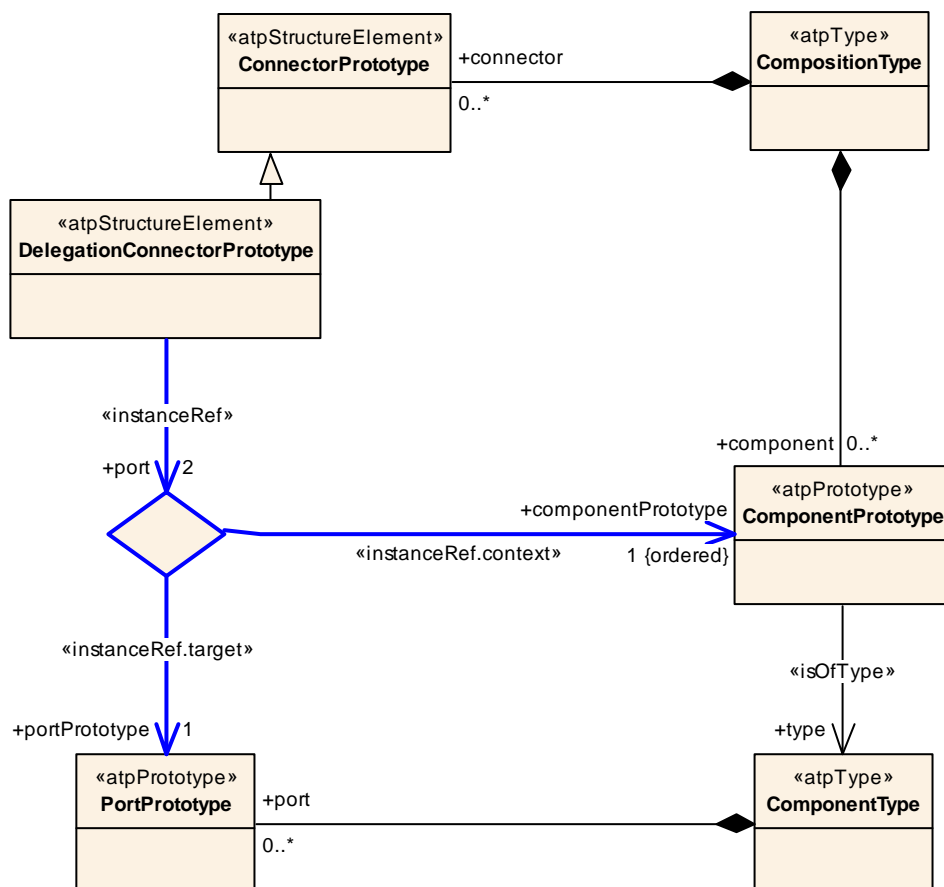 «atpStructureElement»
ConnectorPrototype
+connector
0..*
«atpType»
CompositionType
«atpStructureElement»
DelegationConnectorPrototype
«instanceRef»
+port 2
+component 0..*
«atpPrototype»
ComponentPrototype
+componentPrototype
«instanceRef.context» 1 {ordered}
«instanceRef.target»
«isOfType»
+portPrototype 1
+type
«atpPrototype»
PortPrototype
+port
0..*
«atpType»
ComponentType